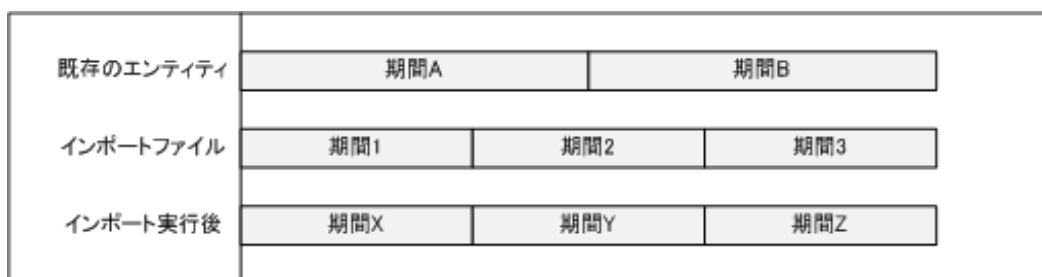 既存のエンティティ 期間A 期間B
インポートファイル 期間1 期間2 期間3
インポート実行後 期間X 期間Y 期間Z